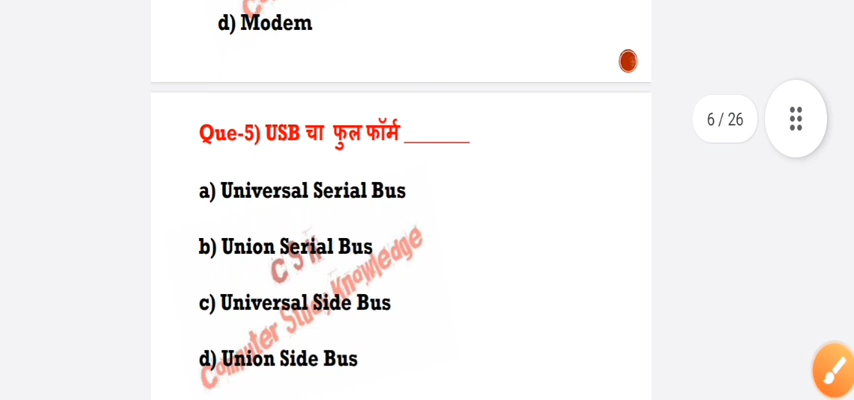 d) Modem
6 / 26
Que-5) USB चा फुल फॉर्म ______
a) Universal Serial Bus
b) Union Serial Bus
c) Universal Side Bus
d) Union Side Bus
Computer Study Knowledge